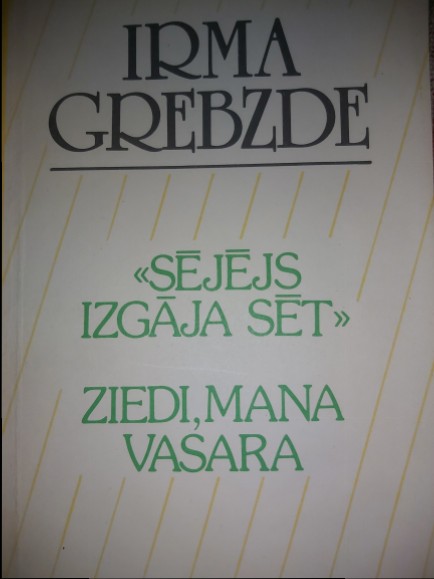 IRMA
GREBZDE
«SĒJĒJS
IZGĀJA SĒT»
ZIEDI, MANA
VASARA